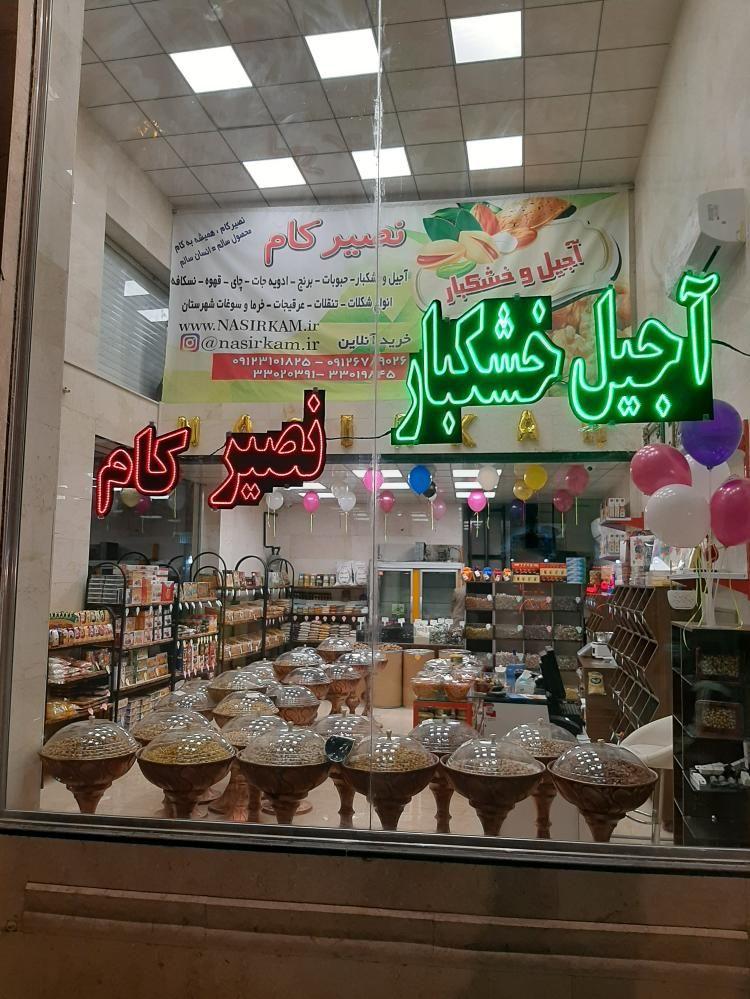 نصیرکام، همیشه به کام
محصول سالم = انسان سالم
نصیر کام
آجیل و خشکبار
آجیل و خشکبار - حبوبات - برنج - ادویه جات - چای - قهوه - نسکافه
انواع شکلات - تنقلات - عرقیجات - خرما و سوغات شهرستان
www.NASIRKAM.ir
@nasirkam.ir خرید آنلاین
۰۹۱۲۳۱۰۱۸۲۵ -
۳۳۰۲۰۳۹۱ -
آجیل خشکبار
نصیر کام